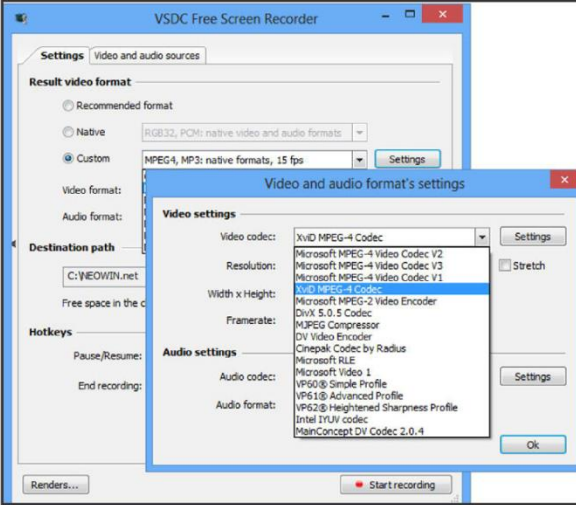 VSDC Free Screen Recorder
Settings
Video and audio sources
Result video format
Recommended format
Native
RGB32, PCM: native video and audio formats
Custom
MPEG4, MP3: native formats, 15 fps
Settings
Video format:
Audio format:
Destination path
C:\NEOWIN.net
Free space in the
Hotkeys
Pause/Resume:
End recording:
Renders...
Start recording
Video and audio format's settings
Video settings
Video codec:
XviD MPEG-4 Codec
Settings
Resolution:
Stretch
Width x Height:
Framerate:
Microsoft MPEG-4 Video Codec V2
Microsoft MPEG-4 Video Codec V3
Microsoft MPEG-4 Video Codec V1
XviD MPEG-4 Codec
Microsoft MPEG-2 Video Encoder
DivX 5.0.5 Codec
MJPEG Compressor
DV Video Encoder
Cinepak Codec by Radius
Microsoft RLE
Microsoft Video 1
VP60® Simple Profile
VP61® Advanced Profile
VP62® Heightened Sharpness Profile
Intel IYUV codec
MainConcept DV Codec 2.0.4
Audio settings
Audio codec:
Settings
Audio format:
Ok